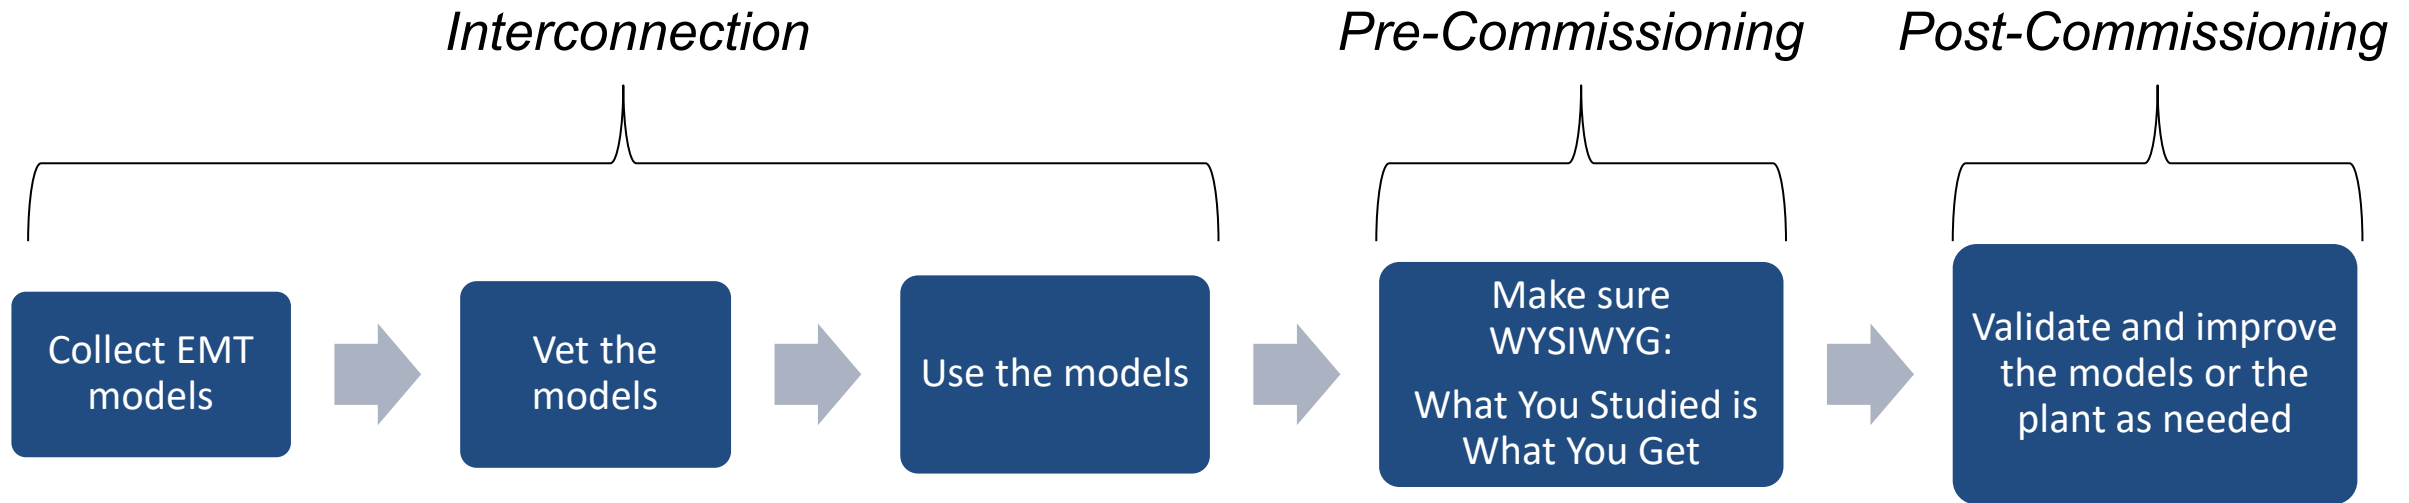 Interconnection
Pre-Commissioning
Post-Commissioning
Collect EMT
models
Vet the
models
Use the models
Make sure
WYSIWYG:
What You Studied is
What You Get
Validate and improve
the models or the
plant as needed